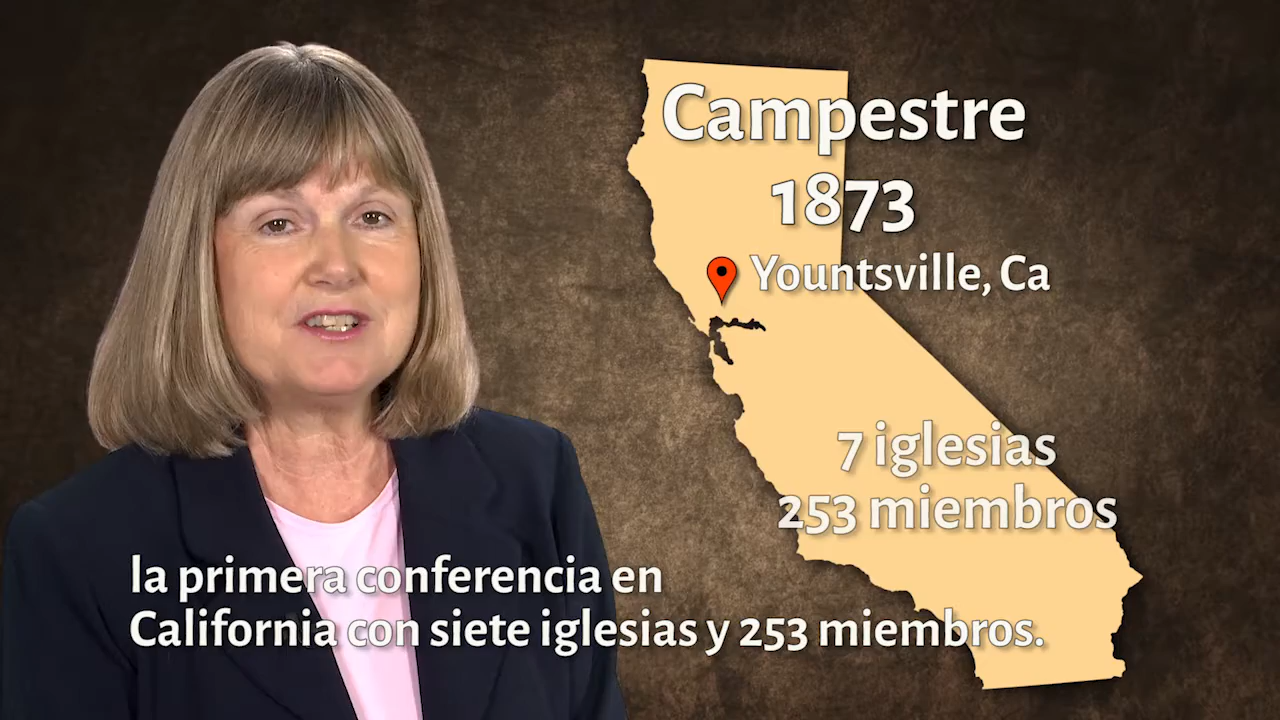 Campestre
1873
Yountsville, Ca
7 iglesias
253 miembros
la primera conferencia en
California con siete iglesias y 253 miembros.